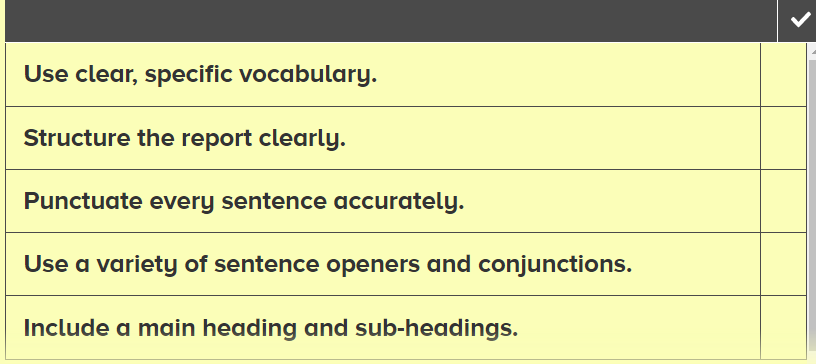 Use clear, specific vocabulary.
Structure the report clearly.
Punctuate every sentence accurately.
Use a variety of sentence openers and conjunctions.
Include a main heading and sub-headings.